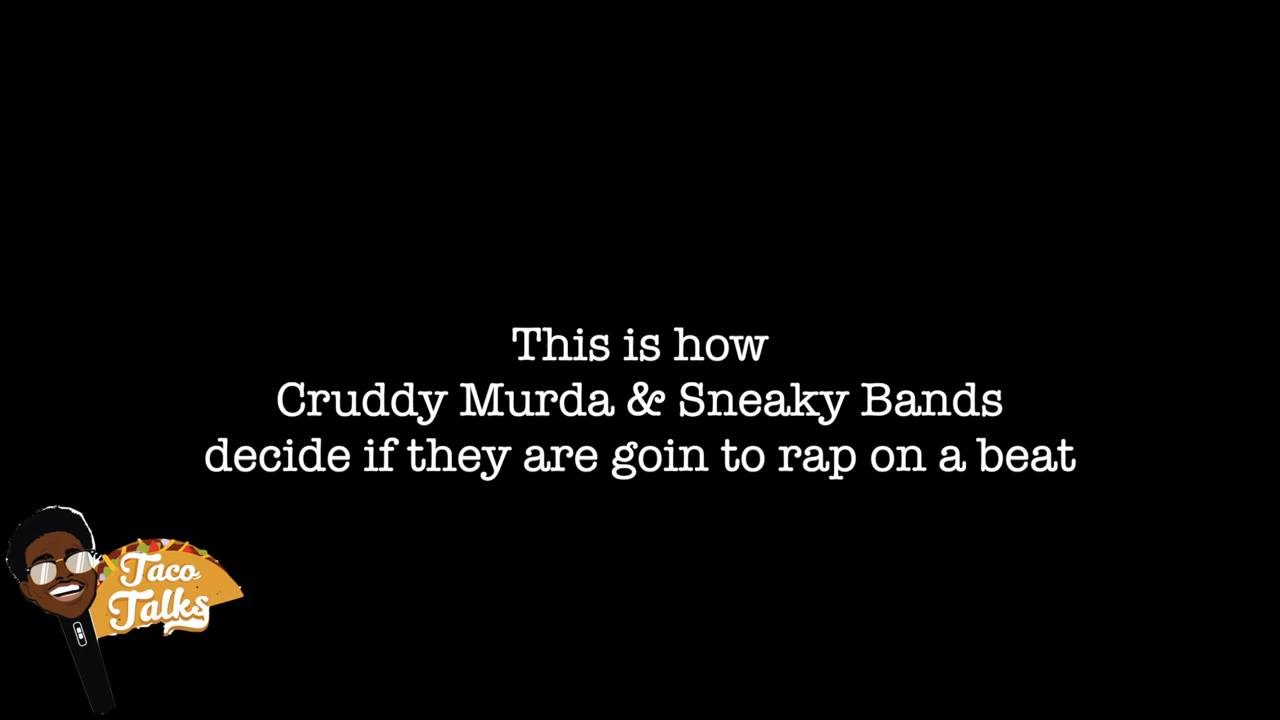 This is how
Cruddy Murda & Sneaky Bands
decide if they are goin to rap on a beat
Taco
Talks